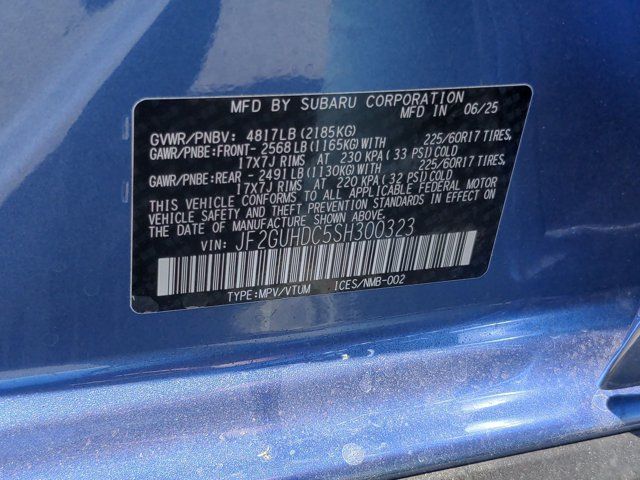 MFD BY SUBARU CORPORATION
MFD IN 06/25
GVWR/PNBV: 4817LB(2185KG)
GAWR/PNBE:FRONT- 2568LB(1165KG)WITH 225/60R17 TIRES,
17x7J RIMS AT 230 KPA( 33 PSI)COLD
GAWR/PNBE:REAR - 2491LB(1130KG)WITH 225/60R17 TIRES,
17x7J RIMS AT 220 KPA( 32 PSI)COLD
THIS VEHICLE CONFORMS TO ALL APPLICABLE FEDERAL MOTOR
VEHICLE SAFETY AND THEFT PREVENTION STANDARDS IN EFFECT ON
THE DATE OF MANUFACTURE SHOWN ABOVE.
VIN: JF2GUHDC5SH300323
TYPE:MPV/VTUM ICES/NMB-002